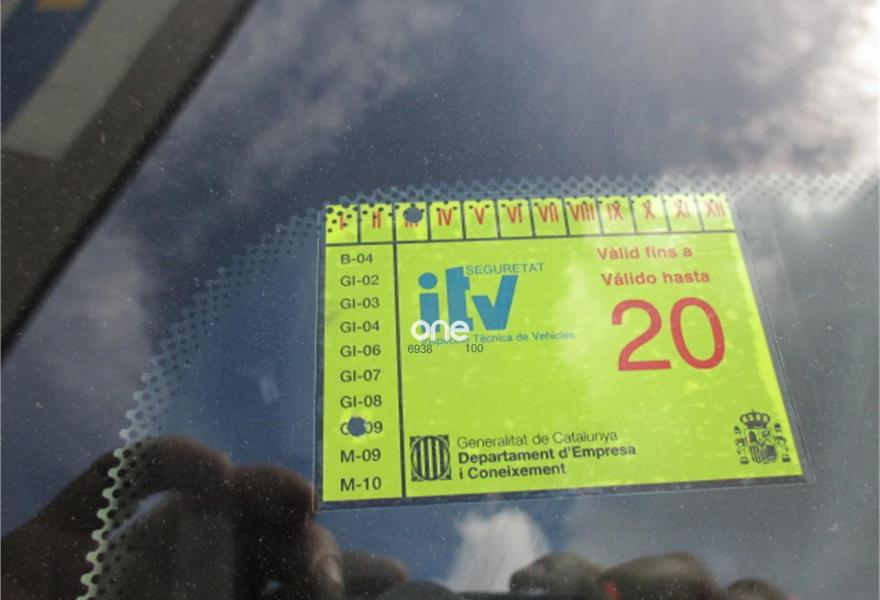 I II III IV V VI VII VIII IX X XI XII
B-04
GI-02
GI-03
GI-04
GI-06
GI-07
GI-08
M-09
M-10
SEGURETAT
itv
Tècnica de Vehicles
one
6938 100
Vàlid fins a
Válido hasta
20
Generalitat de Catalunya
Departament d'Empresa
i Coneixement